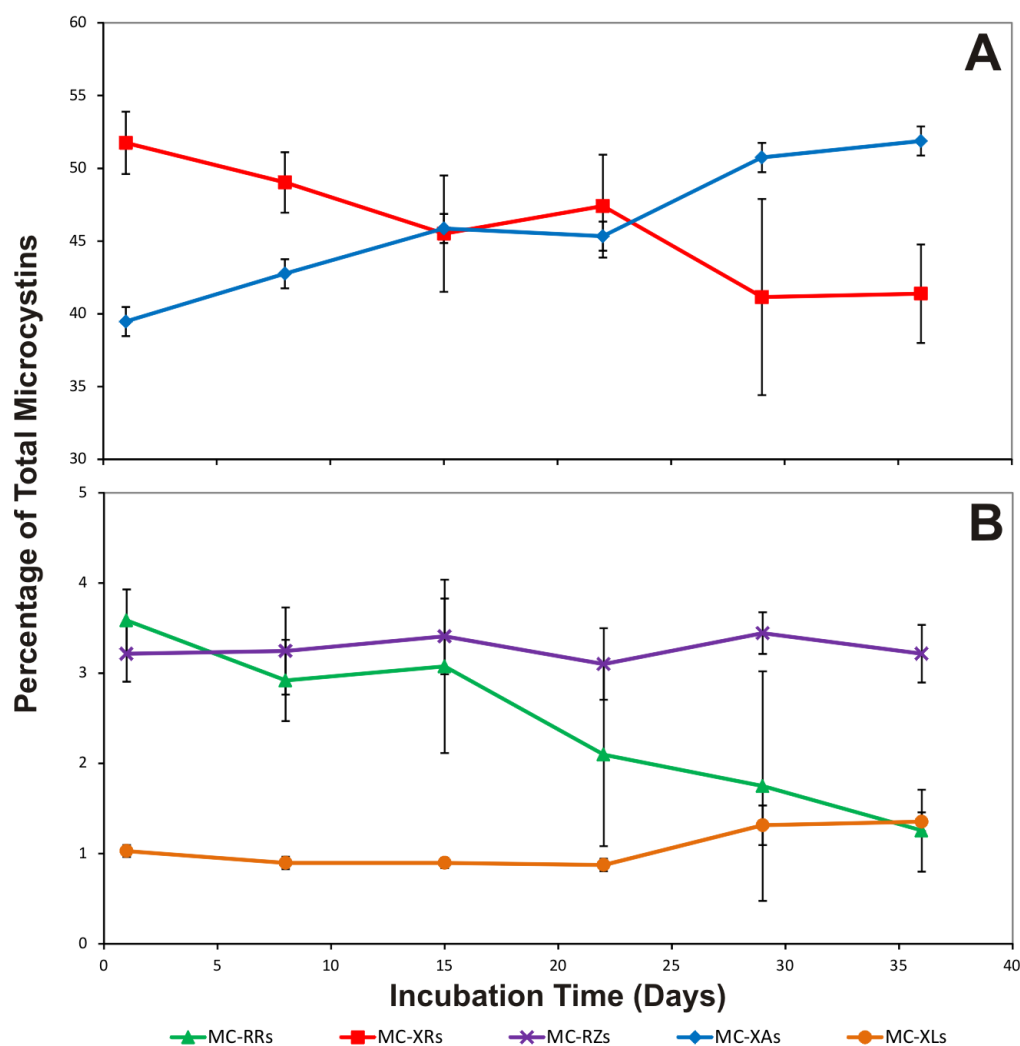 A
60
55
50
45
40
35
30
Percentage of Total Microcystins
B
5
4
3
2
1
0
0 5 10 15 20 25 30 35 40
Incubation Time (Days)
MC-RRs MC-XRs MC-RZs MC-XAs MC-XLs